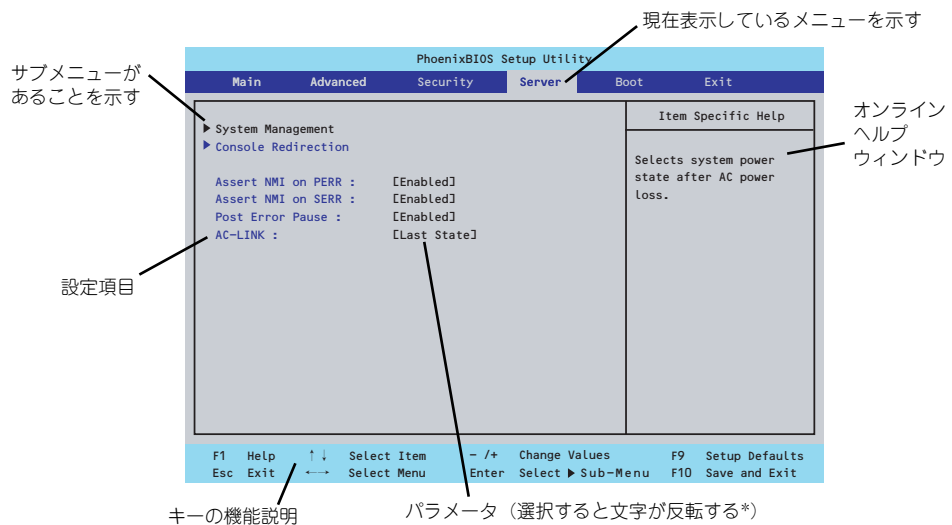 現在表示しているメニューを示す
サブメニューが
あることを示す
PhoenixBIOS Setup Utility
Main Advanced Security Server Boot Exit
System Management
Console Redirection
Assert NMI on PERR : [Enabled]
Assert NMI on SERR : [Enabled]
Post Error Pause : [Enabled]
AC-LINK : [Last State]
Item Specific Help
Selects system power
state after AC power
loss.
オンライン
ヘルプ
ウィンドウ
設定項目
F1 Help ↑↓ Select Item - /+ Change Values F9 Setup Defaults
Esc Exit ←→ Select Menu Enter Select ▶ Sub-Menu F10 Save and Exit
キーの機能説明
パラメータ（選択すると文字が反転する*）